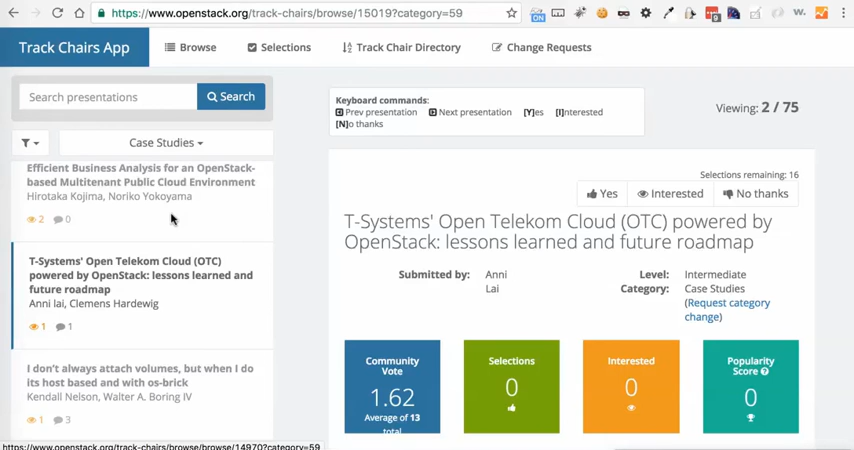 https://www.openstack.org/track-chairs/browse/15019?category=59
ON
9
w.
Track Chairs App
Browse
Selections
Track Chair Directory
Change Requests
Search presentations
Search
Case Studies
Efficient Business Analysis for an OpenStack-
based Multitenant Public Cloud Environment
Hirotaka Kojima, Noriko Yokoyama
2 0
T-Systems' Open Telekom Cloud (OTC)
powered by OpenStack: lessons learned and
future roadmap
Anni lai, Clemens Hardewig
1 1
I don't always attach volumes, but when I do
its host based and with os-brick
Kendall Nelson, Walter A. Boring IV
1 3
https://www.openstack.org/track-chairs/browse/browse/14970?category=59
Keyboard commands:
Prev presentation Next presentation [Y]es [I]nterested
[N]o thanks
Viewing: 2 / 75
Selections remaining: 16
Yes
Interested
No thanks
T-Systems' Open Telekom Cloud (OTC) powered by
OpenStack: lessons learned and future roadmap
Submitted by: Anni
Lai
Level: Intermediate
Category: Case Studies
(Request category
change)
Community
Vote
1.62
Average of 13
total
Selections
0
Interested
0
Popularity
Score
0